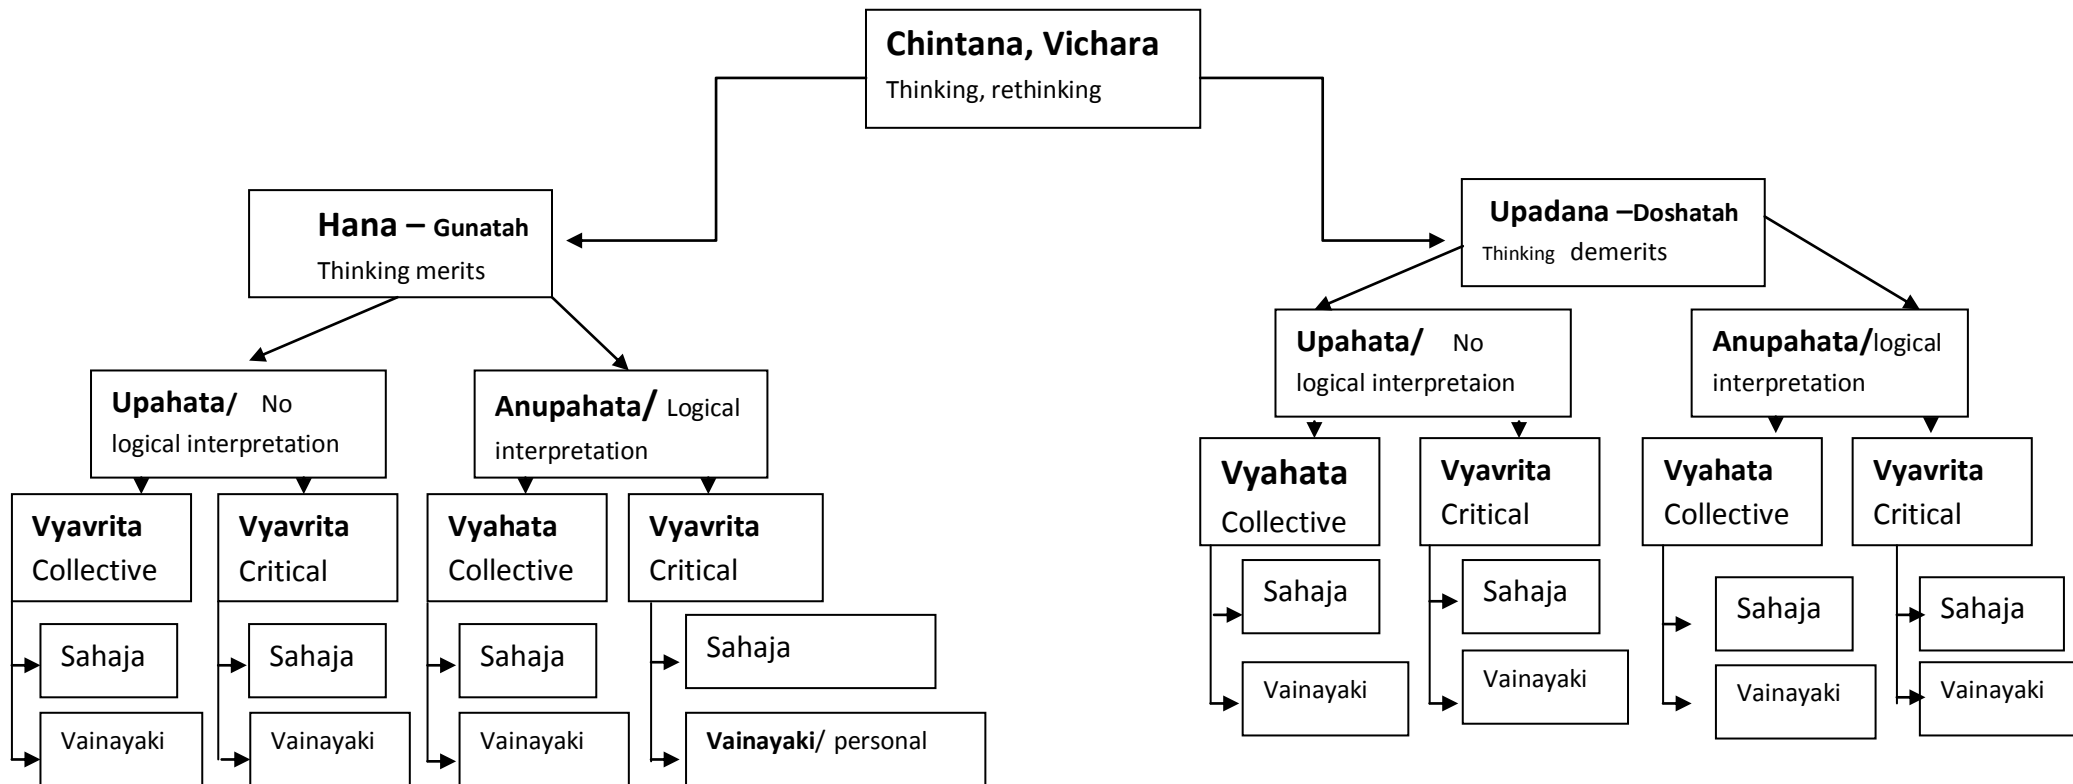 Chintana, Vichara
Thinking, rethinking
Hana – Gunatah
Thinking merits
Upadana –Doshatah
Thinking demerits
Upahata/ No
logical interpretation
Anupahata/ Logical
interpretation
Upahata/ No
logical interpretaion
Anupahata/logical
interpretation
Vyavrita
Collective
Vyavrita
Critical
Vyahata
Collective
Vyavrita
Critical
Vyahata
Collective
Vyavrita
Critical
Vyahata
Collective
Vyavrita
Critical
Sahaja
Sahaja
Sahaja
Sahaja
Sahaja
Sahaja
Sahaja
Sahaja
Vainayaki
Vainayaki
Vainayaki
Vainayaki/ personal
Vainayaki
Vainayaki
Vainayaki
Vainayaki